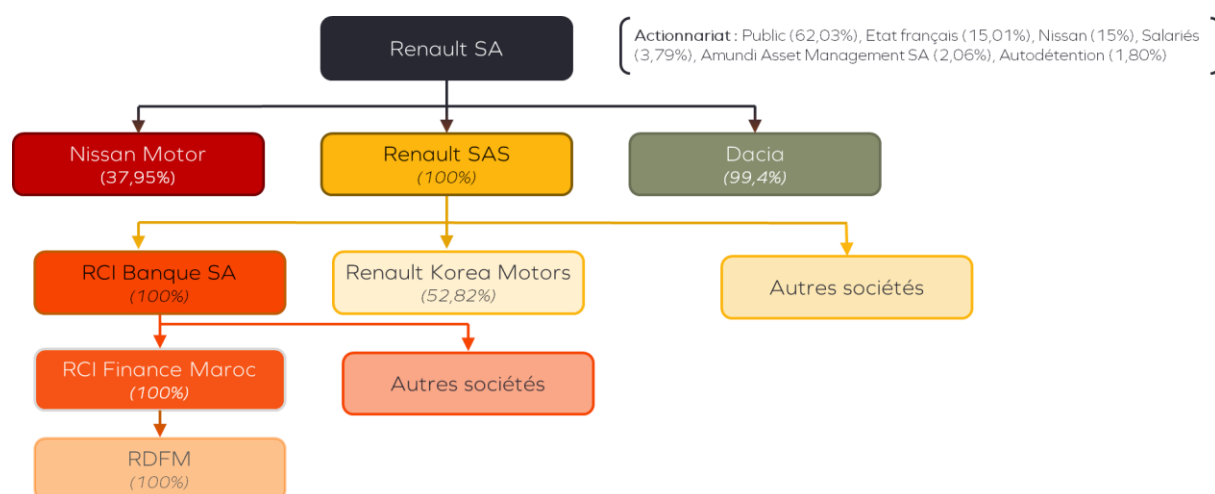 Renault SA
Actionnariat : Public (62,03%), Etat français (15,01%), Nissan (15%), Salariés
(3,79%), Amundi Asset Management SA (2,06%), Autodétention (1,80%)
Nissan Motor
(37,95%)
Renault SAS
(100%)
Dacia
(99,4%)
RCI Banque SA
(100%)
Renault Korea Motors
(52,82%)
Autres sociétés
RCI Finance Maroc
(100%)
Autres sociétés
RDFM
(100%)